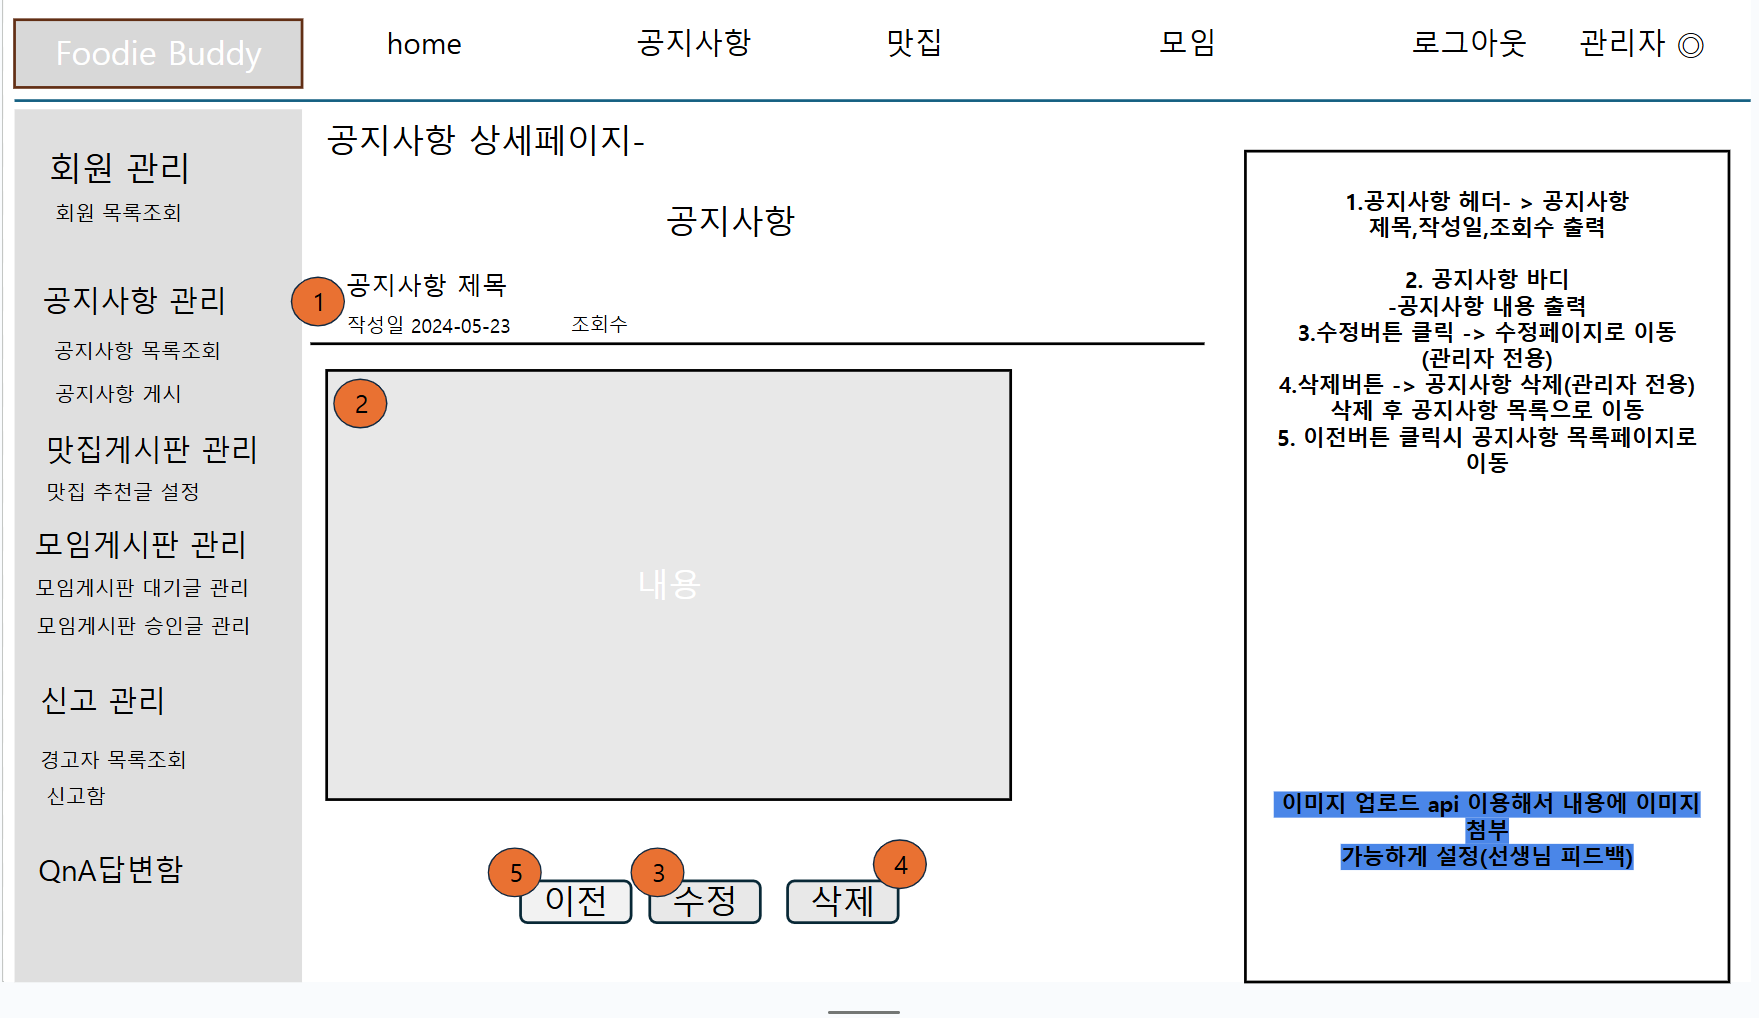 Foodie Buddy
home
공지사항
맛집
모임
로그아웃
관리자 ◎
회원 관리
회원 목록조회
공지사항 관리
공지사항 목록조회
공지사항 게시
맛집게시판 관리
맛집 추천글 설정
모임게시판 관리
모임게시판 대기글 관리
모임게시판 승인글 관리
신고 관리
경고자 목록조회
신고함
QnA답변함
공지사항 상세페이지-
공지사항
1
공지사항 제목
작성일 2024-05-23
조회수
2
내용
5
이전
3
수정
4
삭제
1.공지사항 헤더- > 공지사항
제목,작성일,조회수 출력
2. 공지사항 바디
-공지사항 내용 출력
3.수정버튼 클릭 -> 수정페이지로 이동
(관리자 전용)
4.삭제버튼 -> 공지사항 삭제(관리자 전용)
삭제 후 공지사항 목록으로 이동
5. 이전버튼 클릭시 공지사항 목록페이지로
이동
이미지 업로드 api 이용해서 내용에 이미지
첨부
가능하게 설정(선생님 피드백)